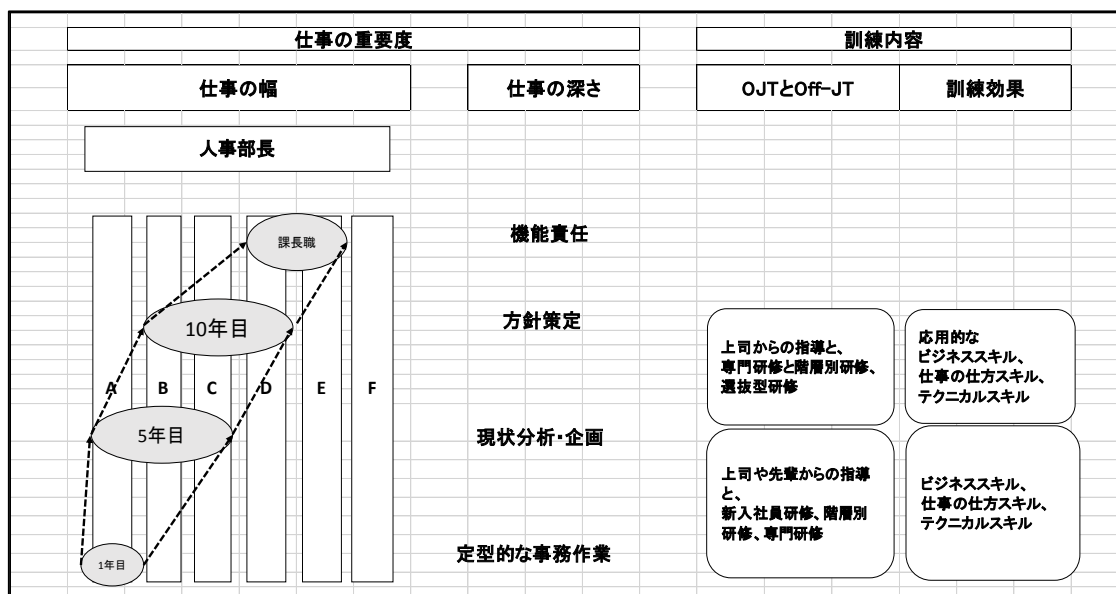 仕事の重要度
訓練内容
仕事の幅
仕事の深さ
OJTとOff-JT
訓練効果
人事部長
課長職
機能責任
10年目
方針策定
上司からの指導と、
専門研修と階層別研修、
選抜型研修
応用的な
ビジネススキル、
仕事の仕方スキル、
テクニカルスキル
A B C D E F
5年目
現状分析・企画
上司や先輩からの指導
と、
新入社員研修、階層別
研修、専門研修
ビジネススキル、
仕事の仕方スキル、
テクニカルスキル
1年目
定型的な事務作業